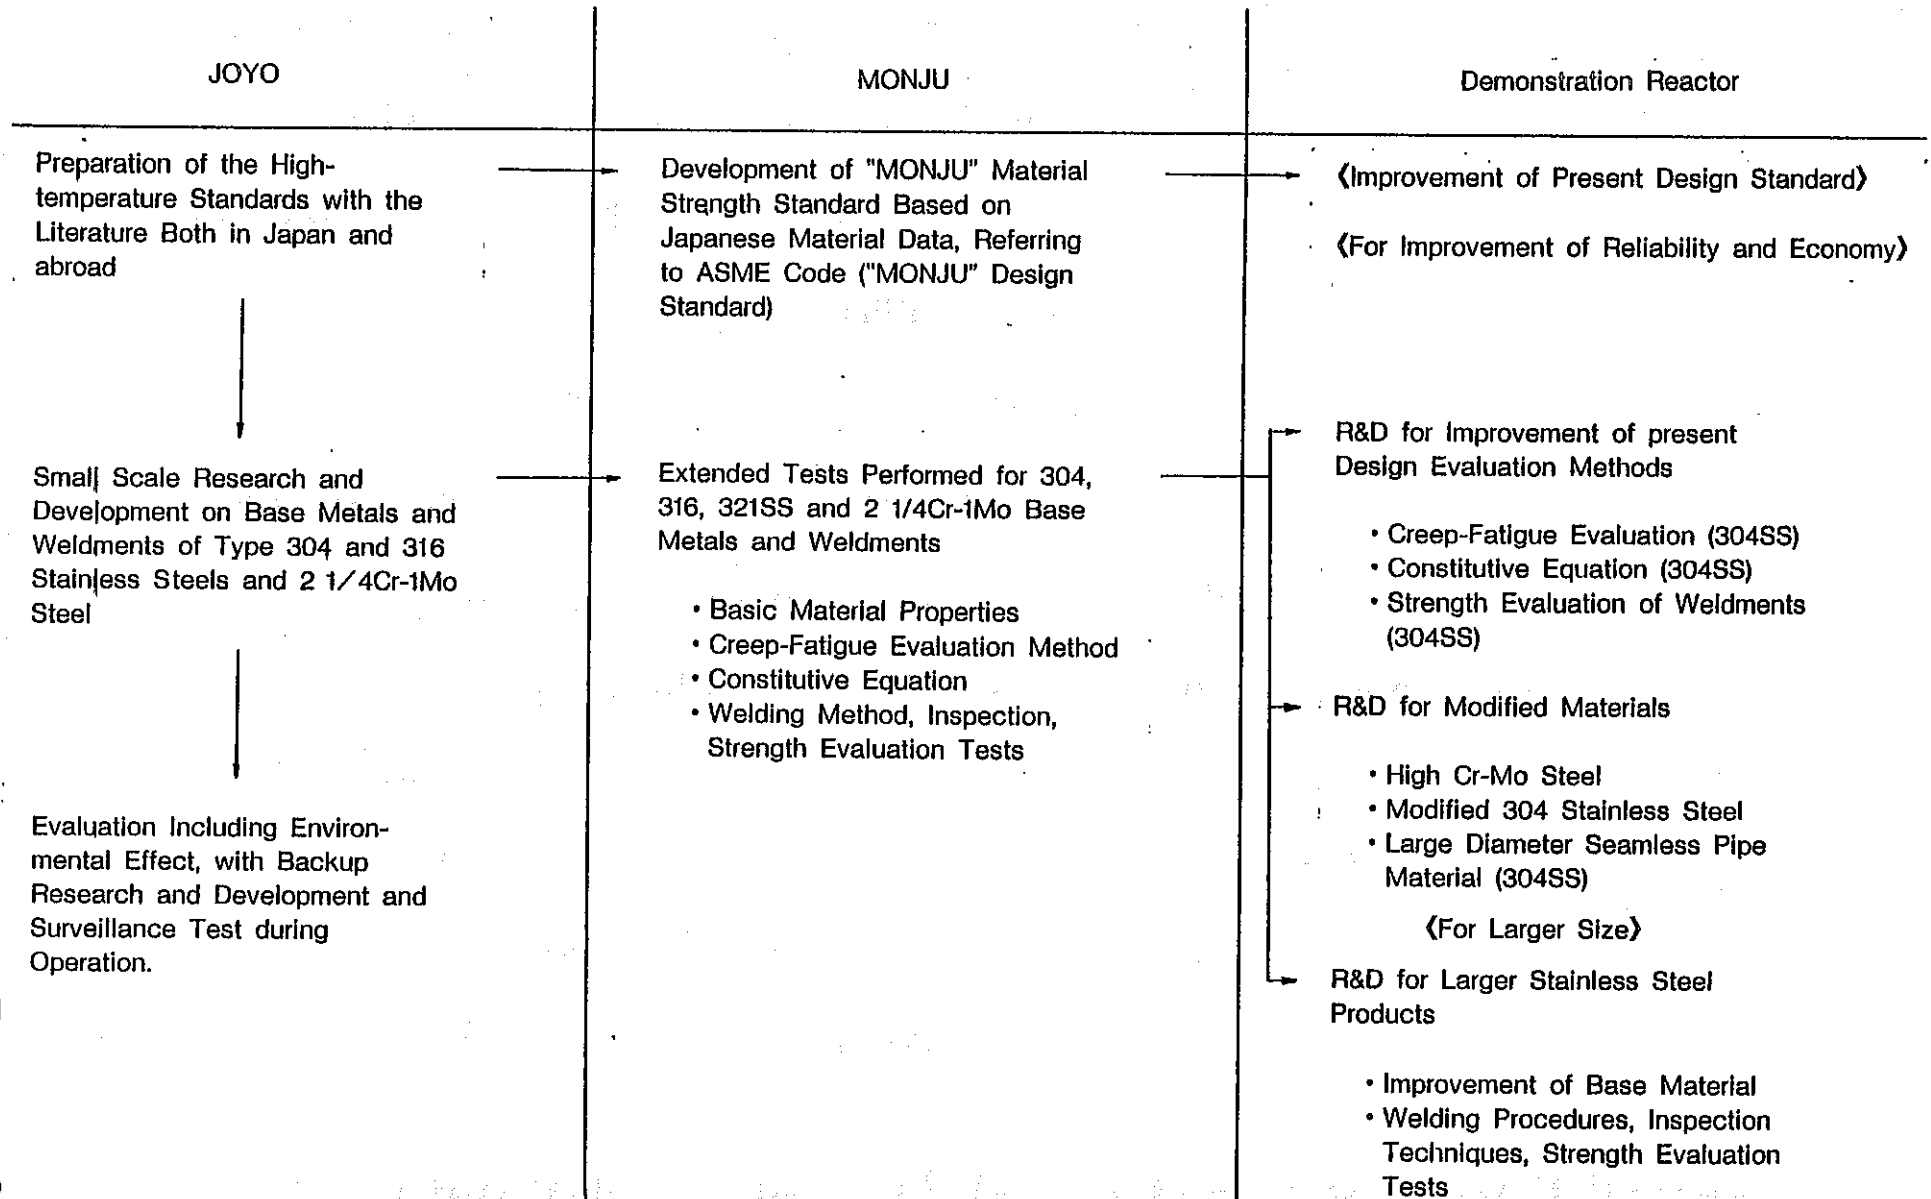 JOYO
MONJU
Demonstration Reactor
Preparation of the High-
temperature Standards with the
Literature Both in Japan and
abroad
Small Scale Research and
Development on Base Metals and
Weldments of Type 304 and 316
Stainless Steels and 2 1/4Cr-1Mo
Steel
Evaluation Including Environ-
mental Effect, with Backup
Research and Development and
Surveillance Test during
Operation.
Development of "MONJU" Material
Strength Standard Based on
Japanese Material Data, Referring
to ASME Code ("MONJU" Design
Standard)
Extended Tests Performed for 304,
316, 321SS and 2 1/4Cr-1Mo Base
Metals and Weldments
• Basic Material Properties
• Creep-Fatigue Evaluation Method
• Constitutive Equation
• Welding Method, Inspection,
Strength Evaluation Tests
《Improvement of Present Design Standard》
《For Improvement of Reliability and Economy》
R&D for Improvement of present
Design Evaluation Methods
• Creep-Fatigue Evaluation (304SS)
• Constitutive Equation (304SS)
• Strength Evaluation of Weldments
(304SS)
R&D for Modified Materials
• High Cr-Mo Steel
• Modified 304 Stainless Steel
• Large Diameter Seamless Pipe
Material (304SS)
《For Larger Size》
R&D for Larger Stainless Steel
Products
• Improvement of Base Material
• Welding Procedures, Inspection
Techniques, Strength Evaluation
Tests